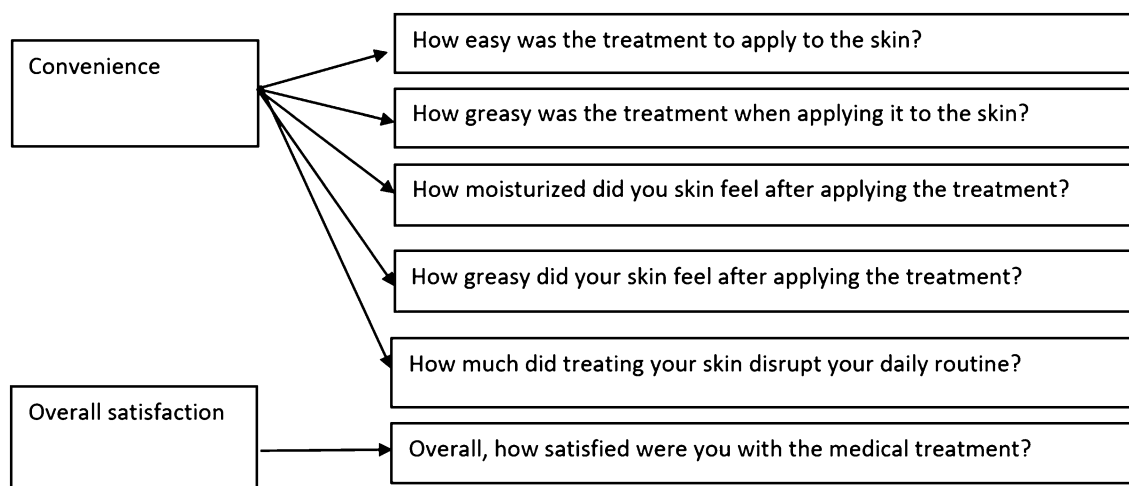 Convenience
How easy was the treatment to apply to the skin?
How greasy was the treatment when applying it to the skin?
How moisturized did you skin feel after applying the treatment?
How greasy did your skin feel after applying the treatment?
How much did treating your skin disrupt your daily routine?
Overall satisfaction
Overall, how satisfied were you with the medical treatment?